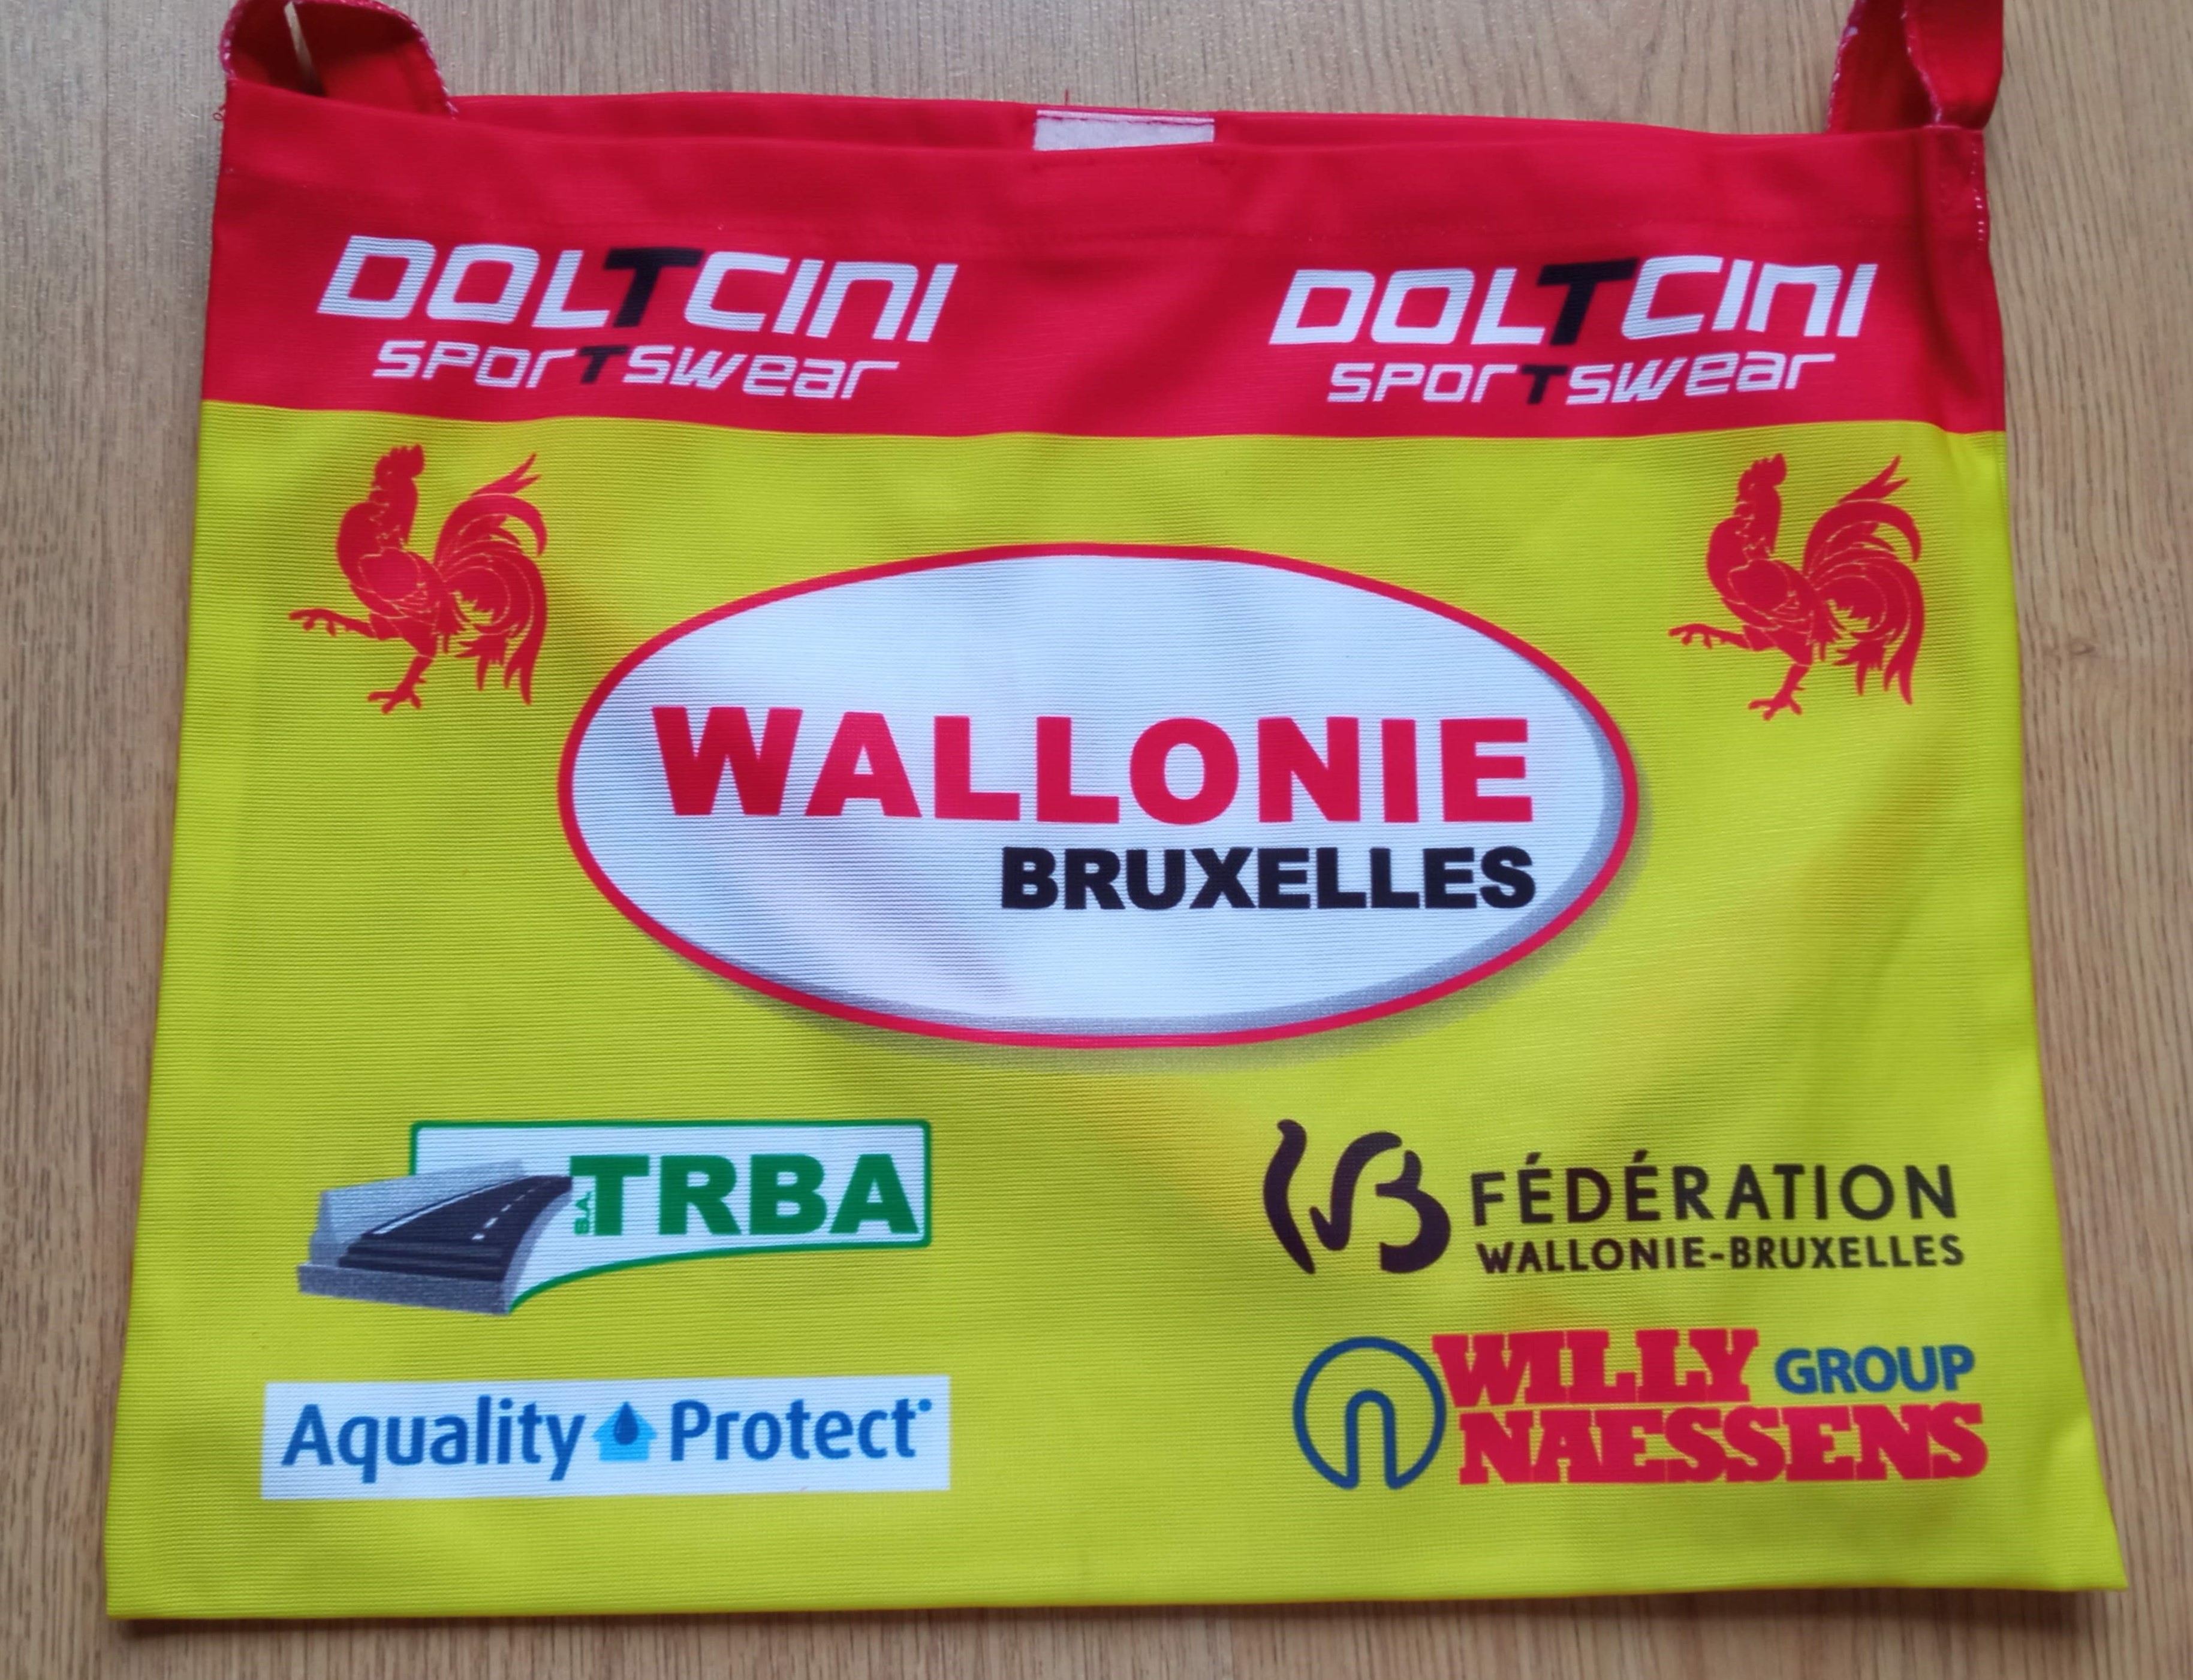 DOLTCINI
sporTswear
DOLTCINI
sporTswear
WALLONIE
BRUXELLES
S.A. TRBA
FÉDÉRATION
WALLONIE-BRUXELLES
Aquality Protect
WILLY GROUP
NAESSENS